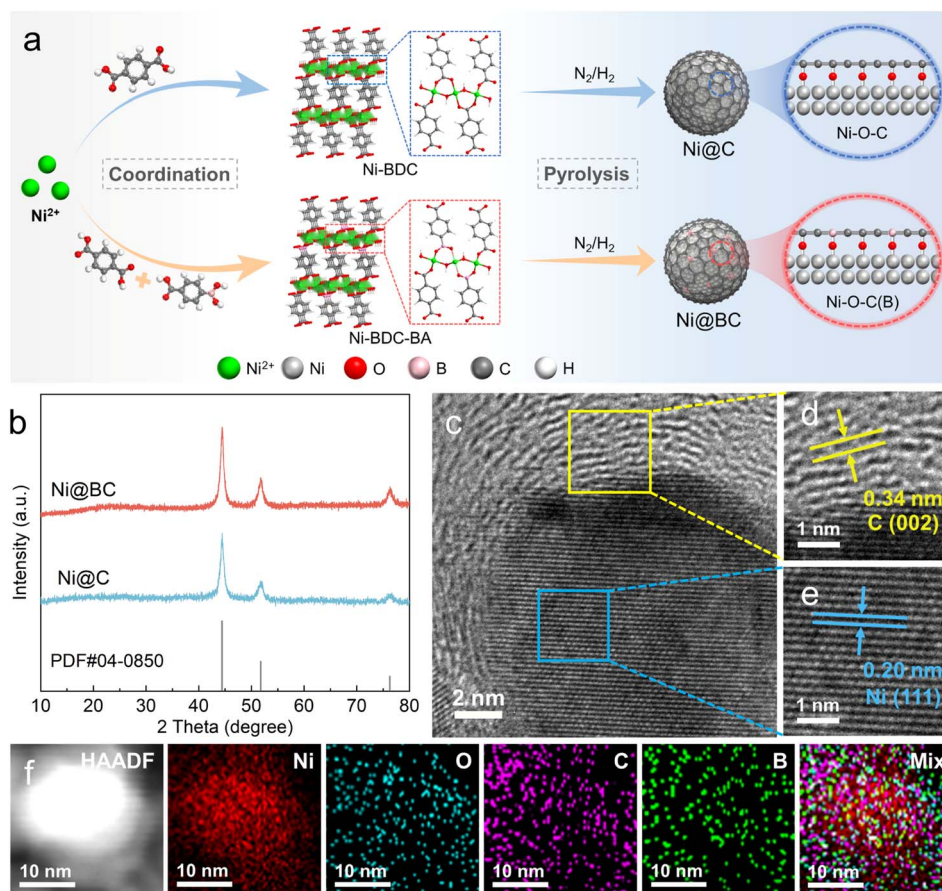 a
N₂/H₂
Ni-O-C
Ni@C
Ni-BDC
Coordination
Pyrolysis
Ni²⁺
N₂/H₂
Ni-O-C(B)
Ni@BC
Ni-BDC-BA
Ni²⁺ Ni O B C H
b
Intensity (a.u.)
Ni@BC
Ni@C
PDF#04-0850
10 20 30 40 50 60 70 80
2 Theta (degree)
c
2 nm
d
0.34 nm
C (002)
1 nm
e
0.20 nm
Ni (111)
1 nm
f
HAADF
10 nm
Ni
10 nm
O
10 nm
C
10 nm
B
10 nm
Mix
10 nm